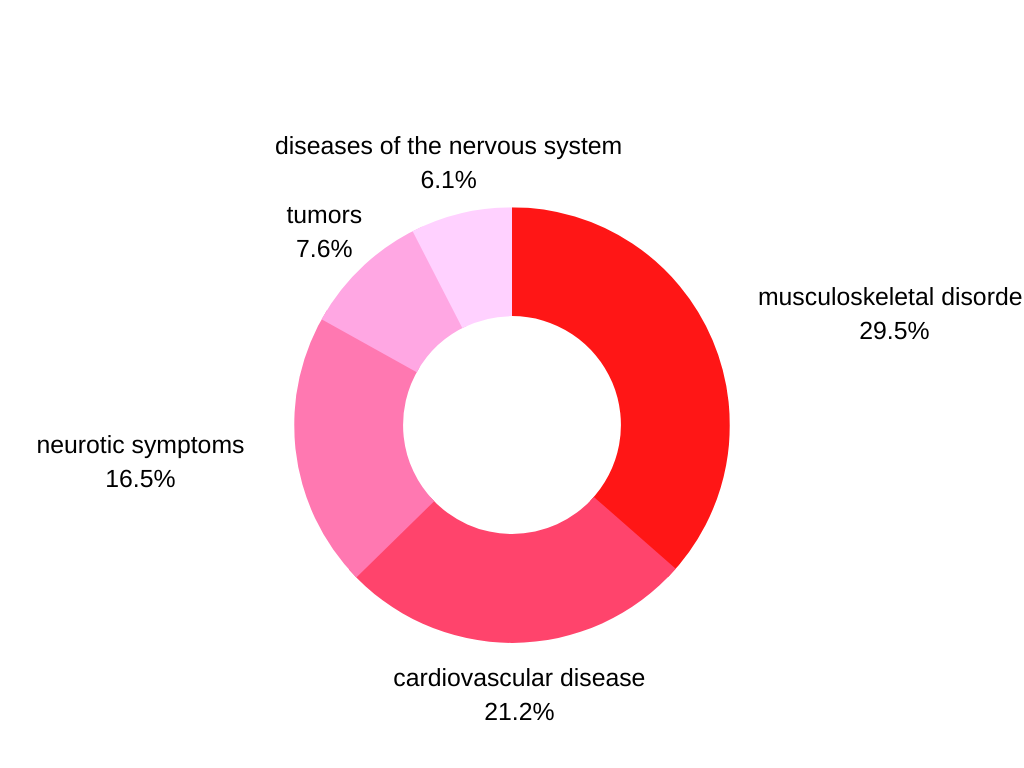 diseases of the nervous system
6.1%
tumors
7.6%
musculoskeletal disorde
29.5%
neurotic symptoms
16.5%
cardiovascular disease
21.2%